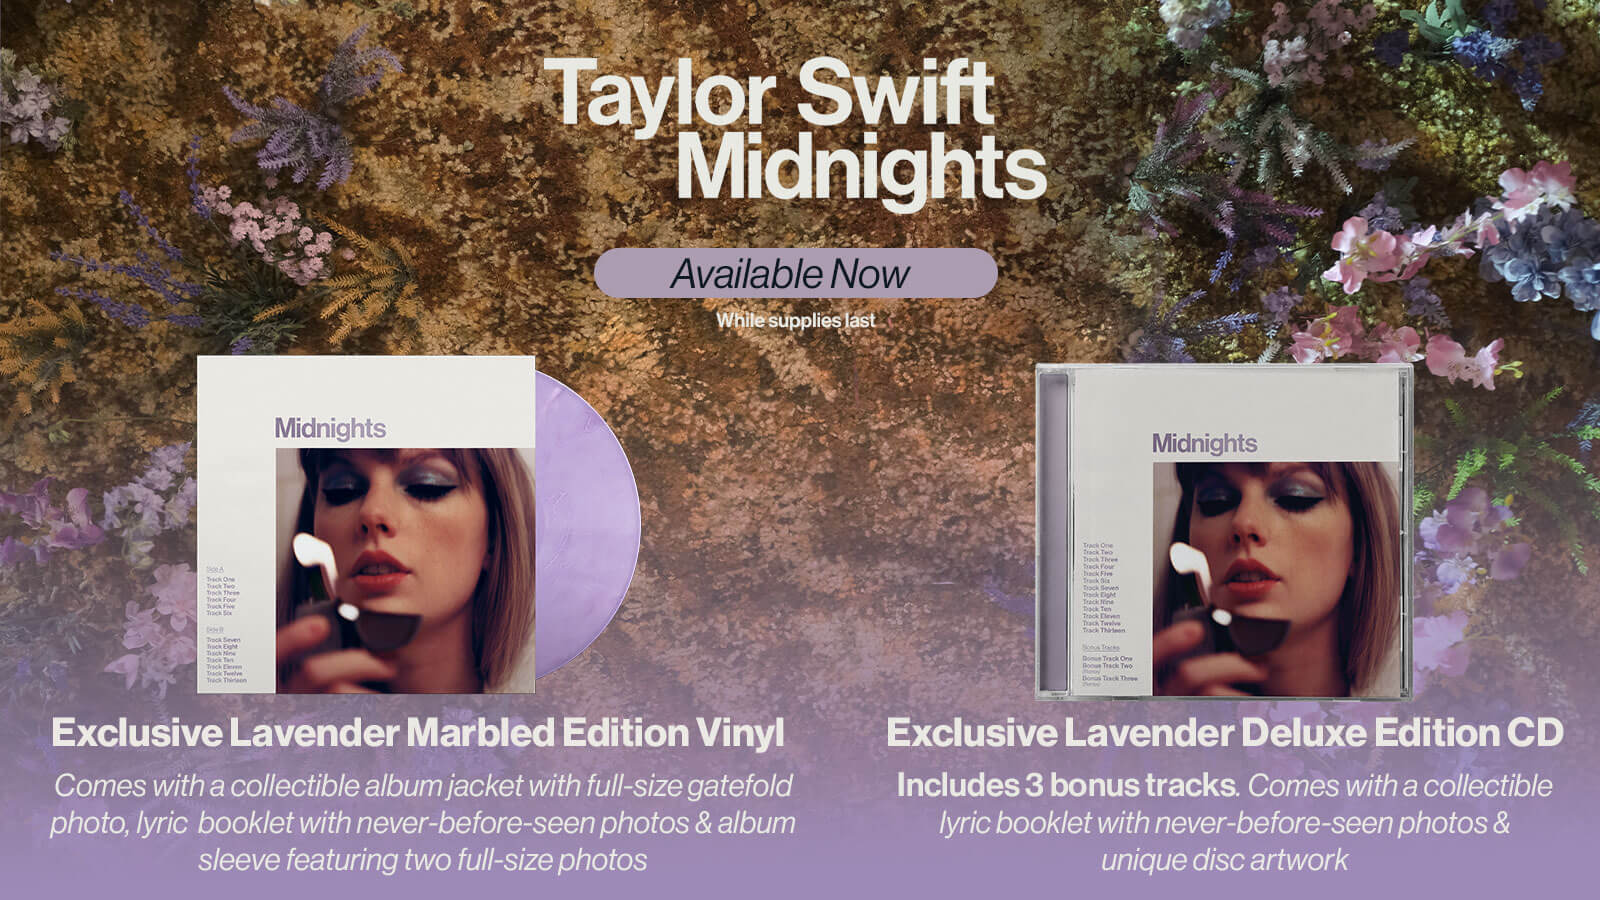 Taylor Swift
Midnights
Available Now
While supplies last
Midnights
Side A
Track One
Track Two
Track Three
Track Four
Track Five
Track Six
Side B
Track Seven
Track Eight
Track Nine
Track Ten
Track Eleven
Track Twelve
Track Thirteen
Exclusive Lavender Marbled Edition Vinyl
Comes with a collectible album jacket with full-size gatefold
photo, lyric booklet with never-before-seen photos & album
sleeve featuring two full-size photos
Midnights
Track One
Track Two
Track Three
Track Four
Track Five
Track Six
Track Seven
Track Eight
Track Nine
Track Ten
Track Eleven
Track Twelve
Track Thirteen
Bonus Tracks
Bonus Track One
Bonus Track Two
Bonus Track Three
Exclusive Lavender Deluxe Edition CD
Includes 3 bonus tracks. Comes with a collectible
lyric booklet with never-before-seen photos &
unique disc artwork